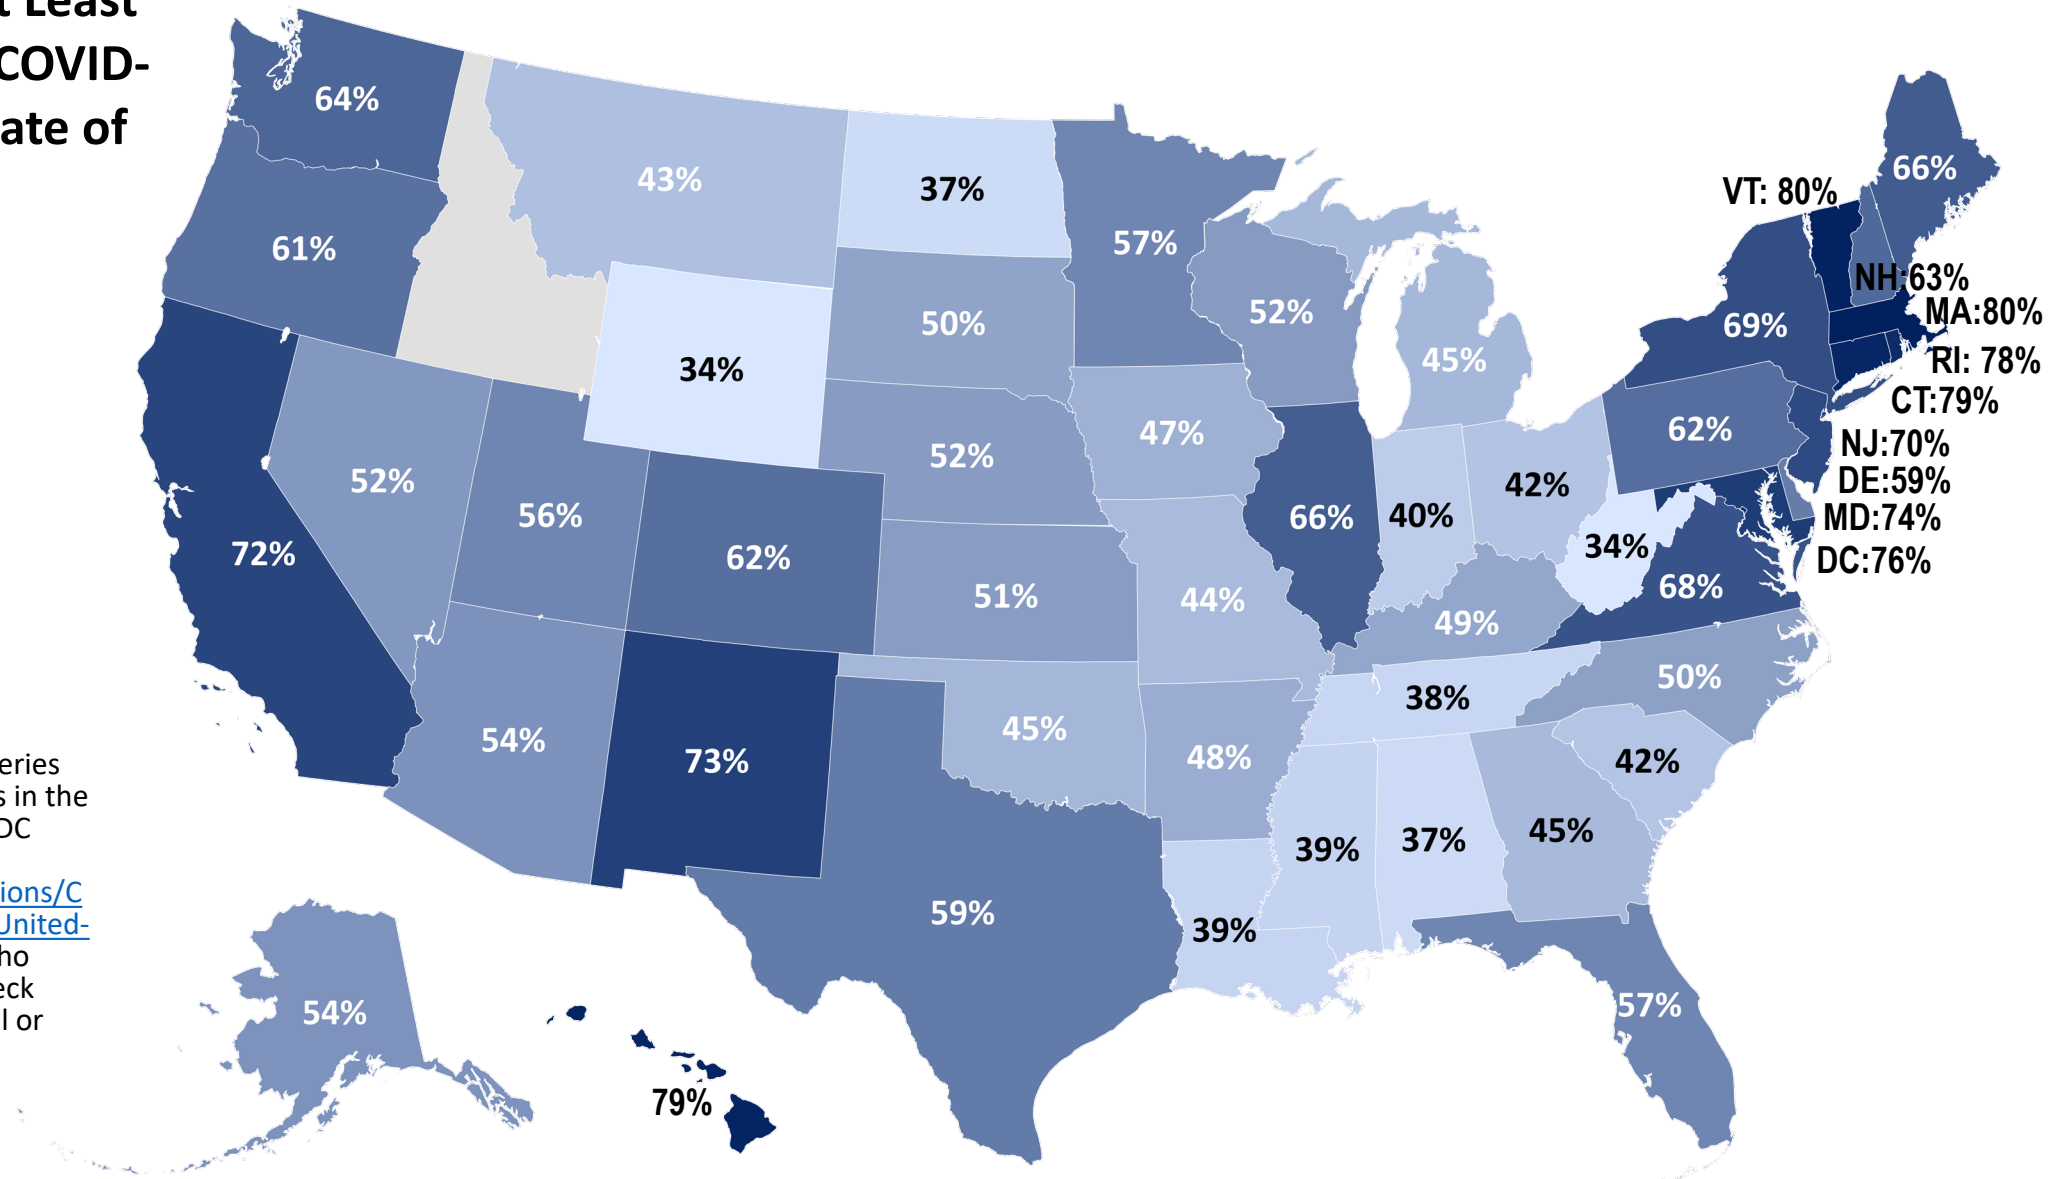 t Least
COVID-
ate of
64%
43%
37%
57%
66%
VT: 80%
61%
NH:63%
MA:80%
69%
50%
52%
45%
RI: 78%
34%
CT:79%
62%
47%
NJ:70%
52%
52%
DE:59%
42%
56%
66%
40%
MD:74%
34%
72%
62%
DC:76%
68%
51%
44%
49%
50%
38%
54%
45%
73%
48%
42%
eries
s in the
DC
45%
37%
39%
ions/C
United-
ho
eck
l or
59%
39%
54%
57%
79%